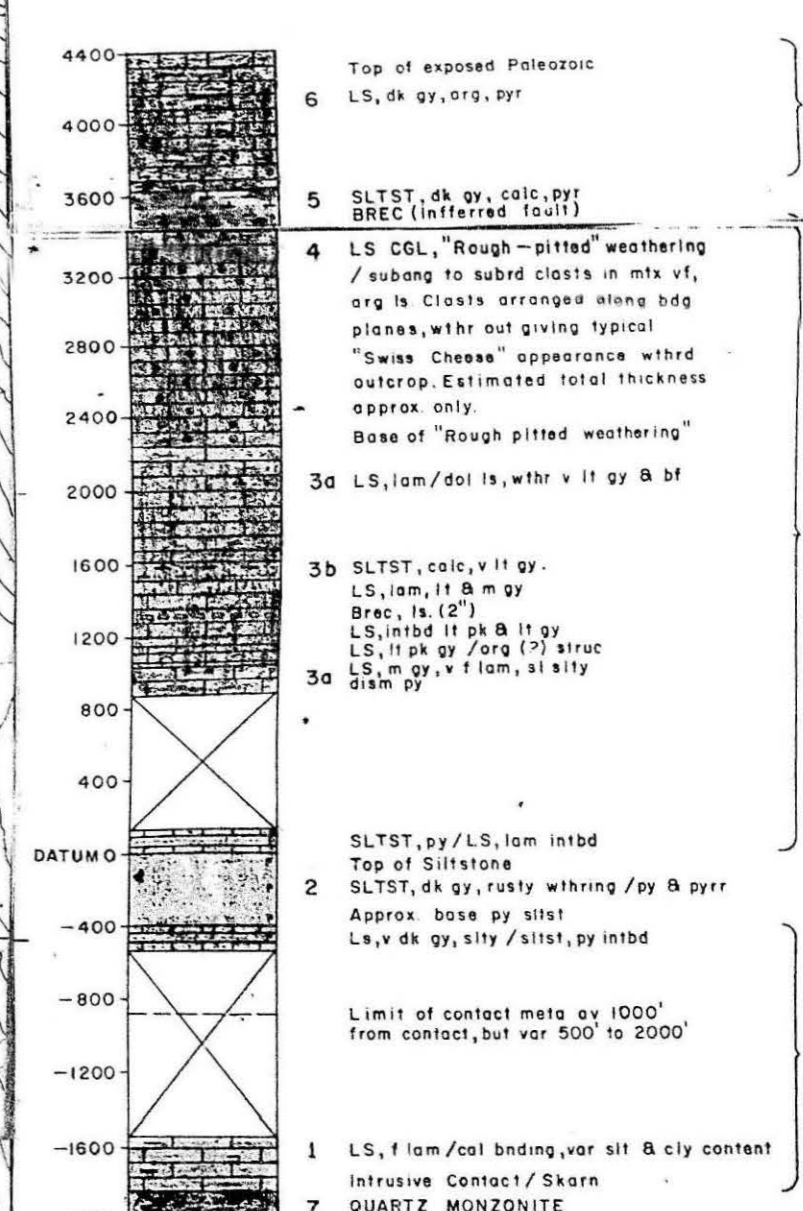 4400
Top of exposed Paleozoic
6 LS, dk gy, arg, pyr
4000
3600
5 SLTST, dk gy, calc, pyr
BREC (infferred fault)
4 LS CGL, "Rough-pitted" weathering
3200
/ subang to subrd clasts in mtx vf,
arg ls. Clasts arranged along bdg
planes, wthr out giving typical
2800
"Swiss Cheese" appearance wthrd
outcrop. Estimated total thickness
2400
approx. only.
Base of "Rough pitted weathering"
2000
3a LS, lam/dol ls, wthr v lt gy & bf
1600
3b SLTST, calc, v lt gy.
LS, lam, lt & m gy
Brec, ls. (2")
1200
LS, intbd lt pk & lt gy
LS, lt pk gy /org (?) struc
3a LS, m gy, v f lam, sl slty
dism py
800
400
SLTST, py/LS, lam intbd
DATUM 0
Top of Siltstone
2 SLTST, dk gy, rusty wthring /py & pyrr
-400
Approx. base py sltst
Ls, v dk gy, slty /sltst, py intbd
-800
Limit of contact meta av 1000'
from contact, but var 500' to 2000'
-1200
-1600
1 LS, f lam/cal bnding, var slt & cly content
Intrusive Contact / Skarn
7 QUARTZ MONZONITE